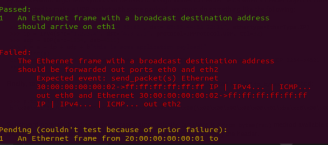 Passed:
1   An Ethernet frame with a broadcast destination address
should arrive on eth1
Failed:
The Ethernet frame with a broadcast destination address
should be forwarded out ports eth0 and eth2
Expected event: send_packet(s) Ethernet
30:00:00:00:00:02->ff:ff:ff:ff:ff:ff IP | IPv4... | ICMP...
out eth0 and Ethernet 30:00:00:00:00:02->ff:ff:ff:ff:ff:ff
IP | IPv4... | ICMP... out eth2
Pending (couldn't test because of prior failure):
1   An Ethernet frame from 20:00:00:00:00:01 to